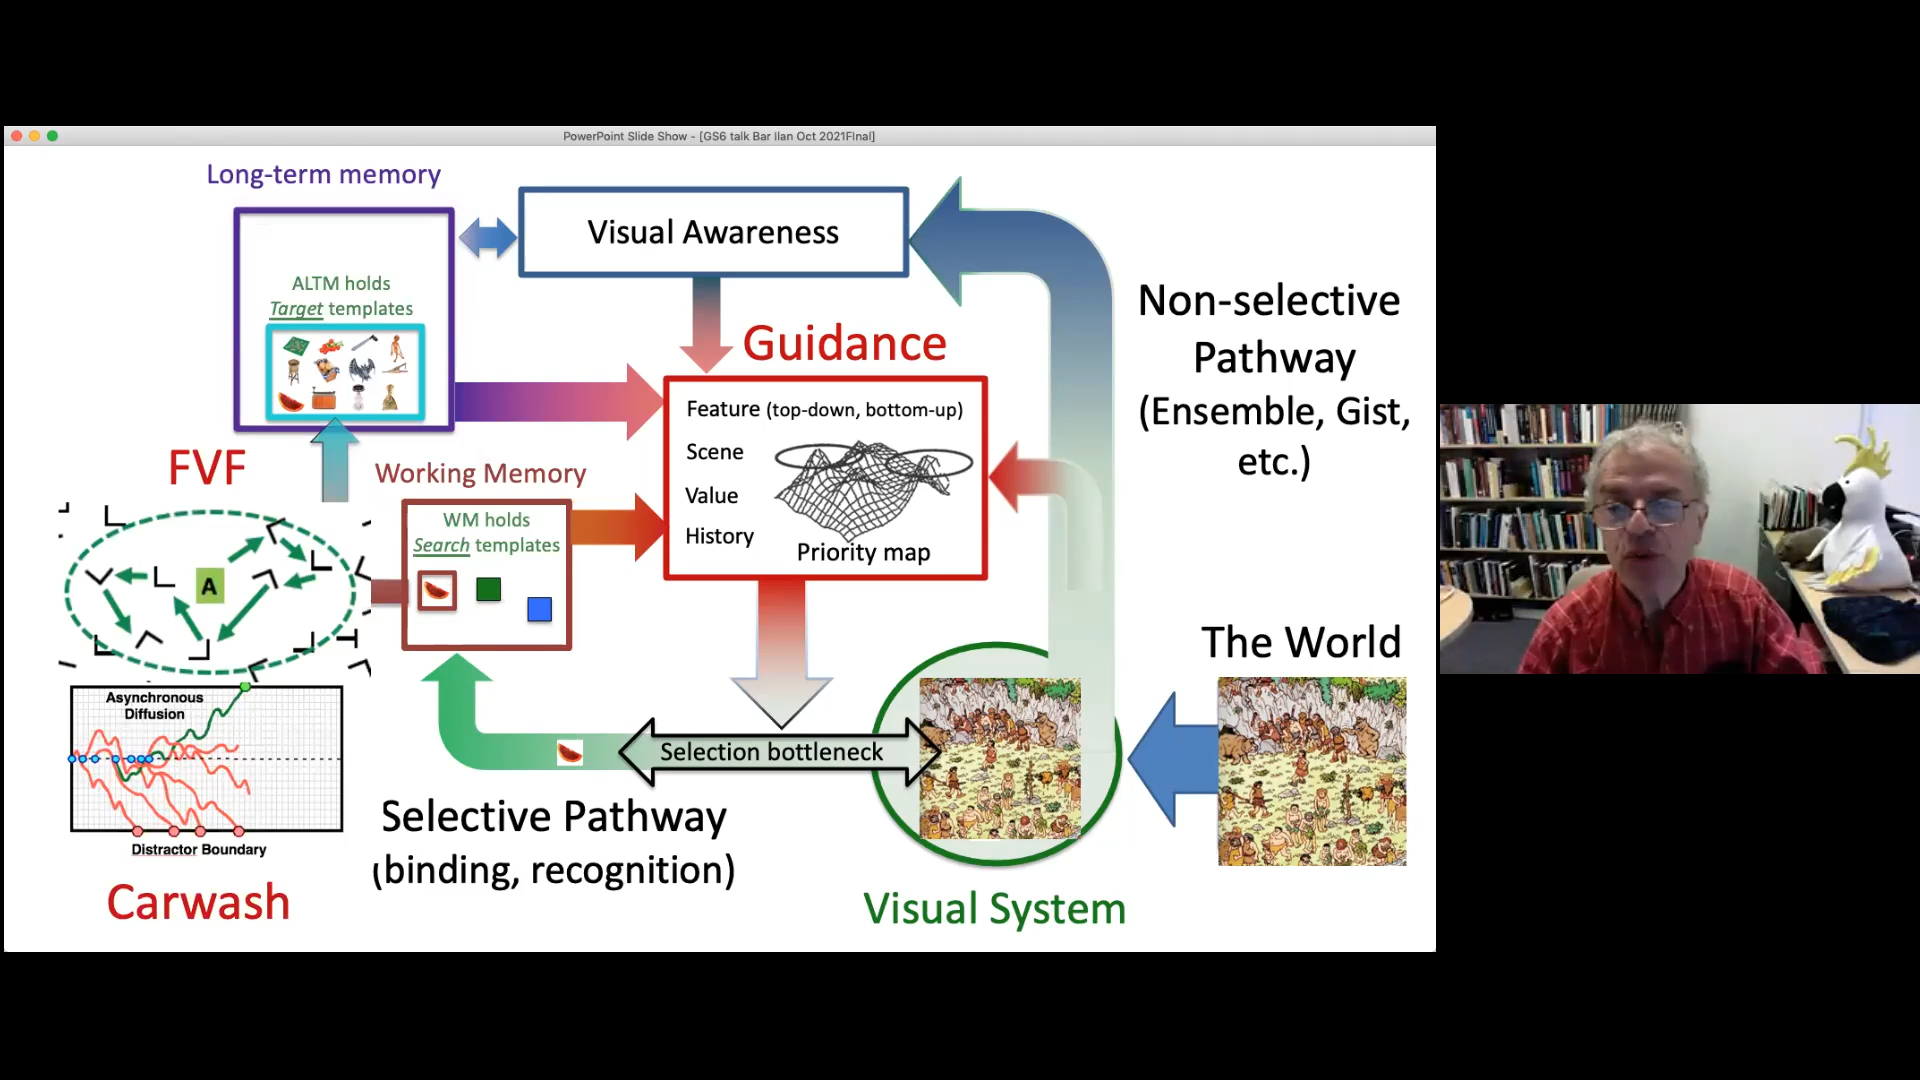 PowerPoint Slide Show - [GS6 talk Bar Ilan Oct 2021FInal]
Long-term memory
Visual Awareness
ALTM holds
Target templates
Guidance
Non-selective
Pathway
(Ensemble, Gist,
etc.)
Feature (top-down, bottom-up)
Scene
Value
History
Priority map
FVF
Working Memory
WM holds
Search templates
A
The World
Asynchronous
Diffusion
Distractor Boundary
Selection bottleneck
Selective Pathway
(binding, recognition)
Carwash
Visual System